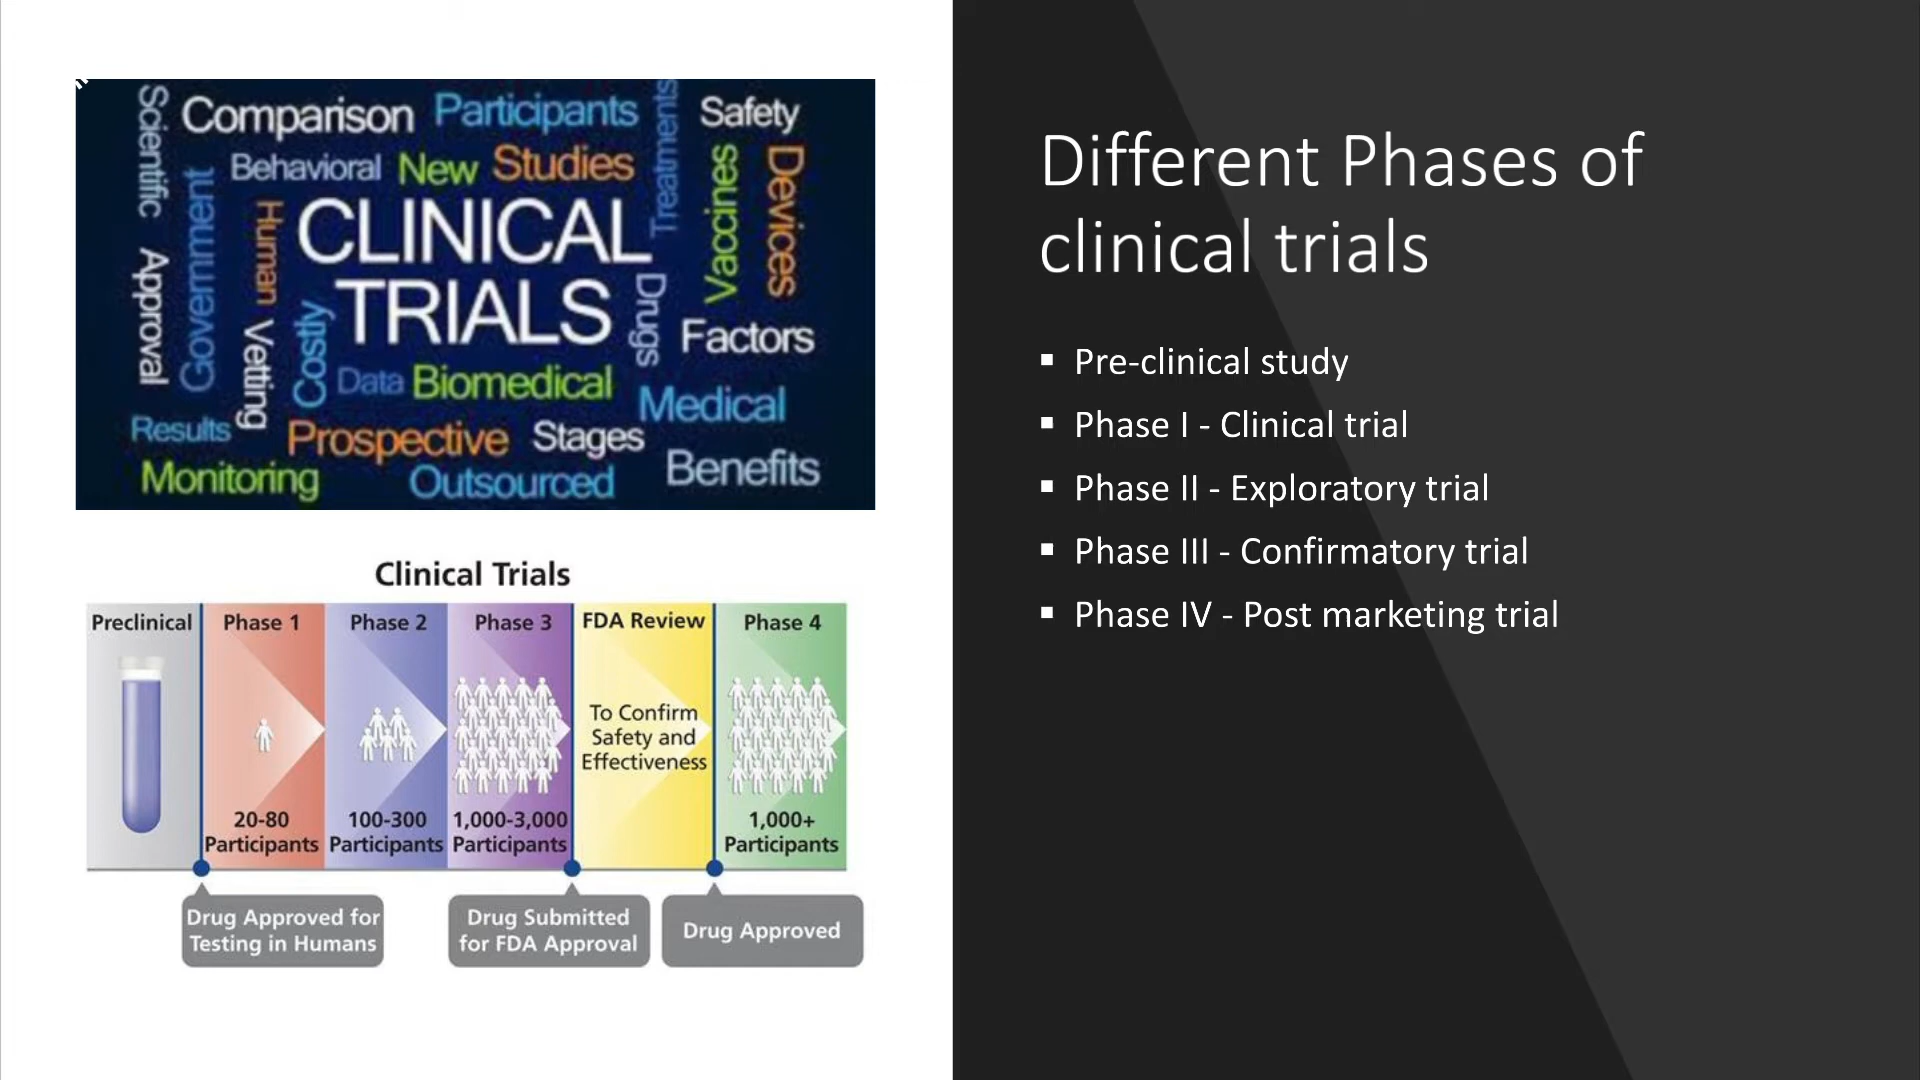 Scientific
Comparison
Participants
Treatments
Safety
Behavioral
New
Studies
Vaccines
Devices
Government
Human
CLINICAL
TRIALS
Approval
Vetting
Costly
Drugs
Factors
Data
Biomedical
Medical
Results
Prospective
Stages
Benefits
Monitoring
Outsourced
Clinical Trials
Preclinical
Phase 1
Phase 2
Phase 3
FDA Review
Phase 4
To Confirm
Safety and
Effectiveness
20-80
Participants
100-300
Participants
1,000-3,000
Participants
1,000+
Participants
Drug Approved for
Testing in Humans
Drug Submitted
for FDA Approval
Drug Approved
Different Phases of
clinical trials
▪ Pre-clinical study
▪ Phase I - Clinical trial
▪ Phase II - Exploratory trial
▪ Phase III - Confirmatory trial
▪ Phase IV - Post marketing trial